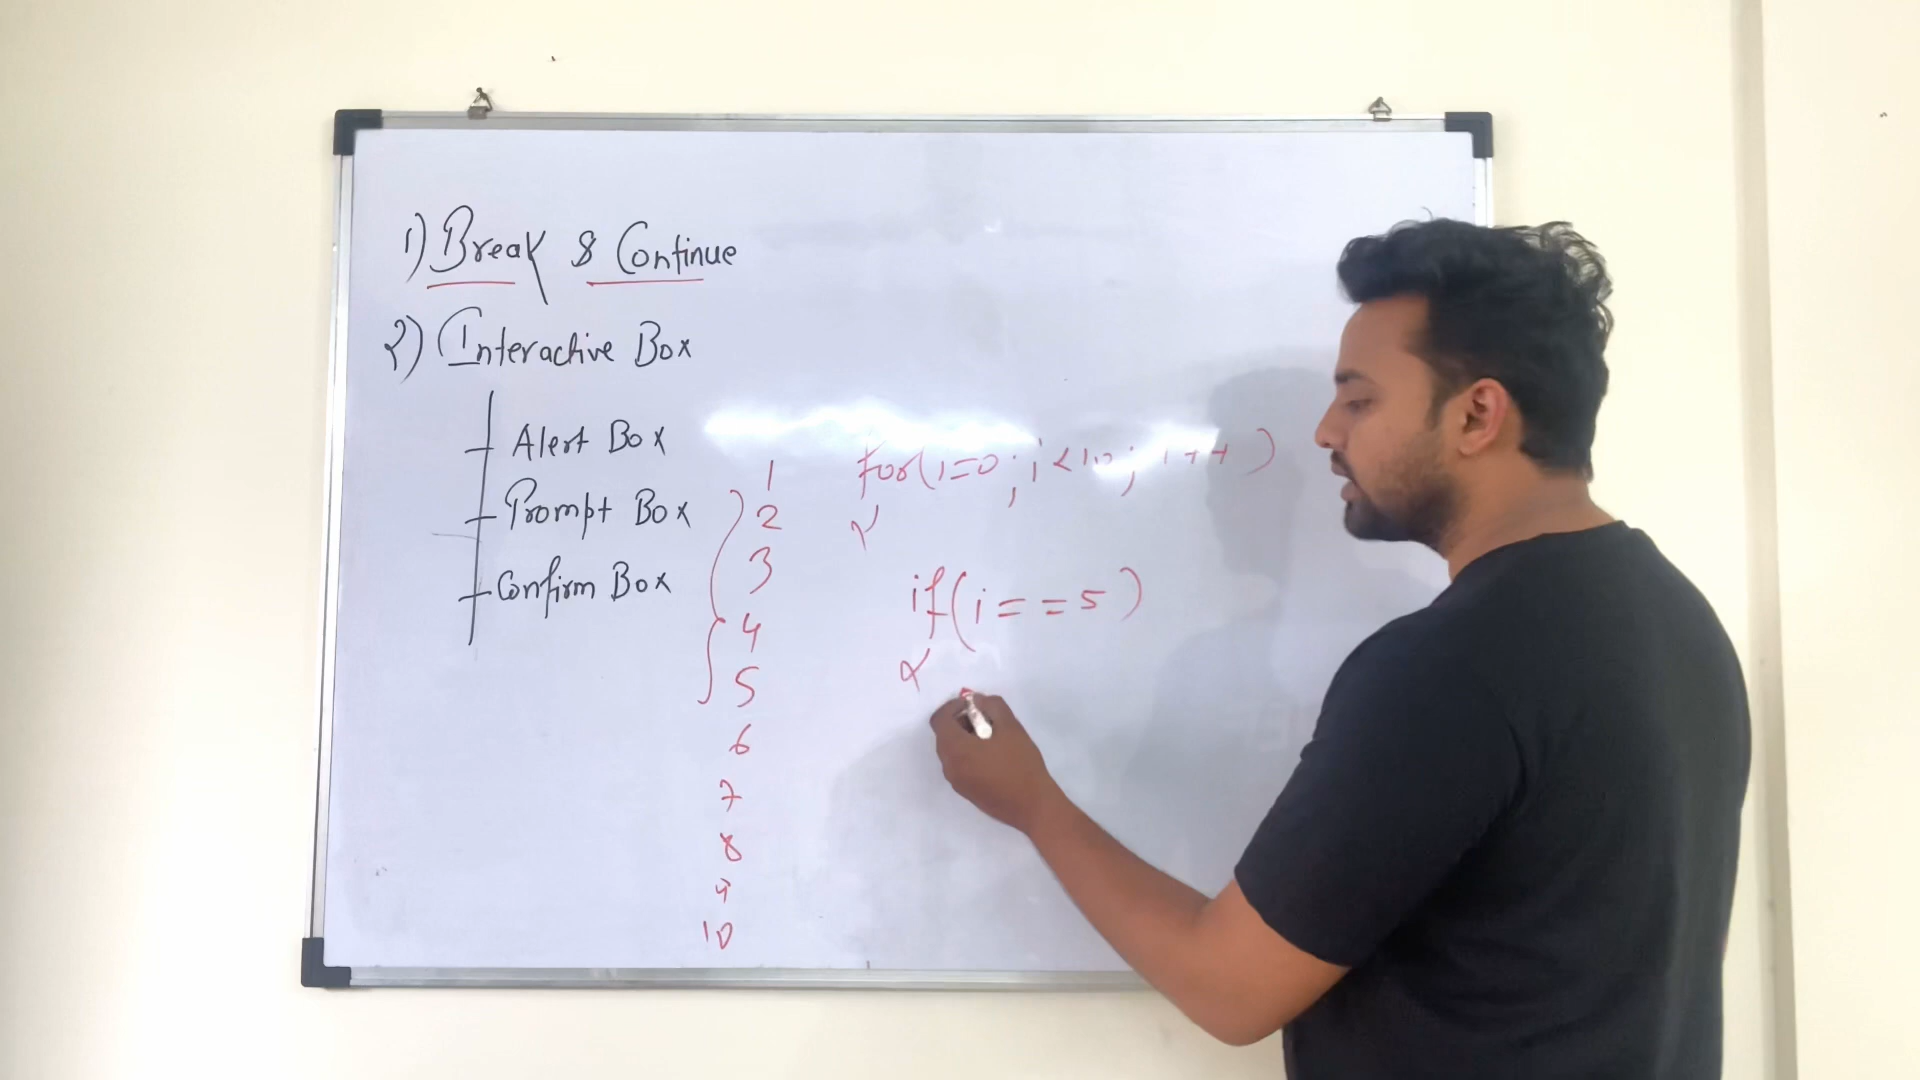 1) Break & Continue
2) Interactive Box
Alert Box
Prompt Box
Confirm Box
1
2
3
4
5
6
7
8
9
10
for(i=0;i<10;i++)
{
if(i==5)
{